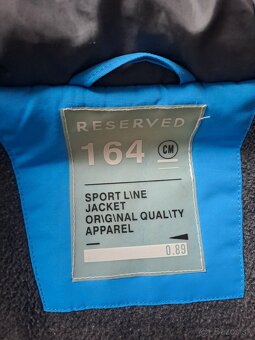 RESERVED
164 CM
SPORT LINE
JACKET
ORIGINAL QUALITY
APPAREL
0.89